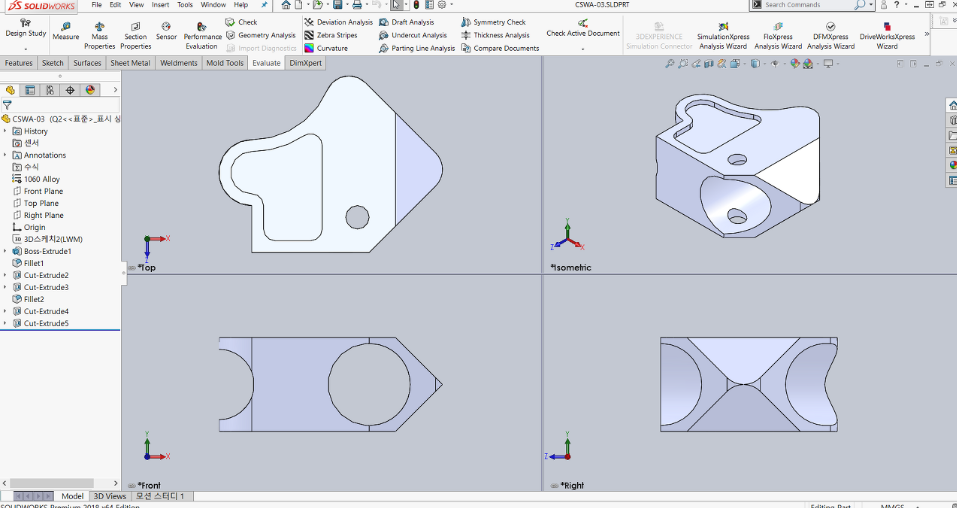 SOLIDWORKS File Edit View Insert Tools Window Help CSWA-03.SLDPRT Search Commands ?
Design Study Measure Mass Properties Section Properties Sensor Performance Evaluation
Check Geometry Analysis Import Diagnostics
Deviation Analysis Zebra Stripes Curvature
Draft Analysis Undercut Analysis Parting Line Analysis
Symmetry Check Thickness Analysis Compare Documents
Check Active Document 3DEXPERIENCE Simulation Connector SimulationXpress Analysis Wizard FloXpress Analysis Wizard DFMXpress Analysis Wizard DriveWorksXpress Wizard
Features Sketch Surfaces Sheet Metal Weldments Mold Tools Evaluate DimXpert
CSWA-03 (Q2<<표준>_표시 상
History
센서
Annotations
수식
1060 Alloy
Front Plane
Top Plane
Right Plane
Origin
3D스케치2(LWM)
Boss-Extrude1
Fillet1
Cut-Extrude2
Cut-Extrude3
Fillet2
Cut-Extrude4
Cut-Extrude5
X
Z
*Top
Y
Z X
*Isometric
Y
X
*Front
Y
Z
*Right
Model 3D Views 모션 스터디 1
SOLIDWORKS Premium 2018 x64 Edition Editing Part MMGS